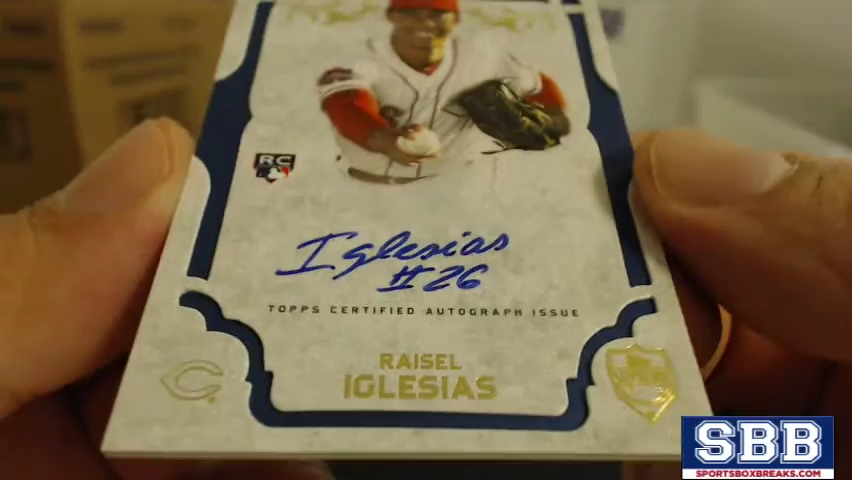 RC
Iglesias
#26
TOPPS CERTIFIED AUTOGRAPH ISSUE
RAISEL
IGLESIAS
C
SBB
SPORTSBOXBREAKS.COM